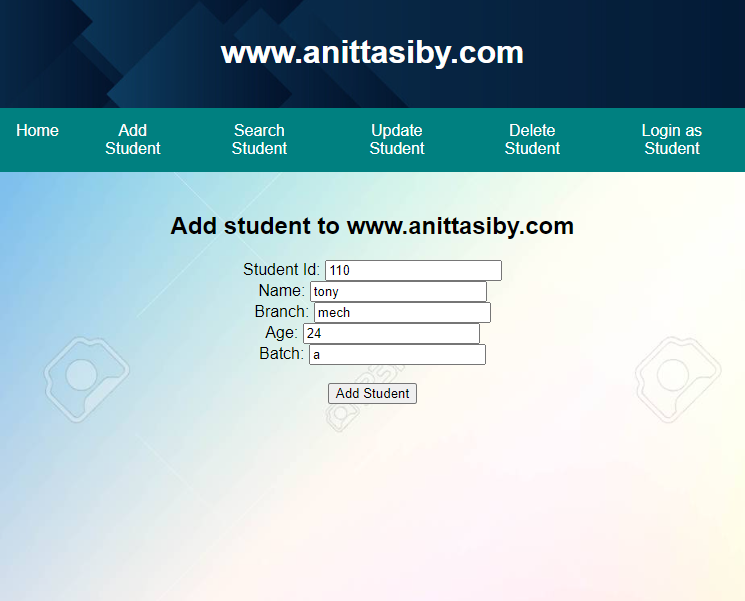 www.anittasiby.com
Home Add Student Search Student Update Student Delete Student Login as Student
Add student to www.anittasiby.com
Student Id: 110
Name: tony
Branch: mech
Age: 24
Batch: a
Add Student